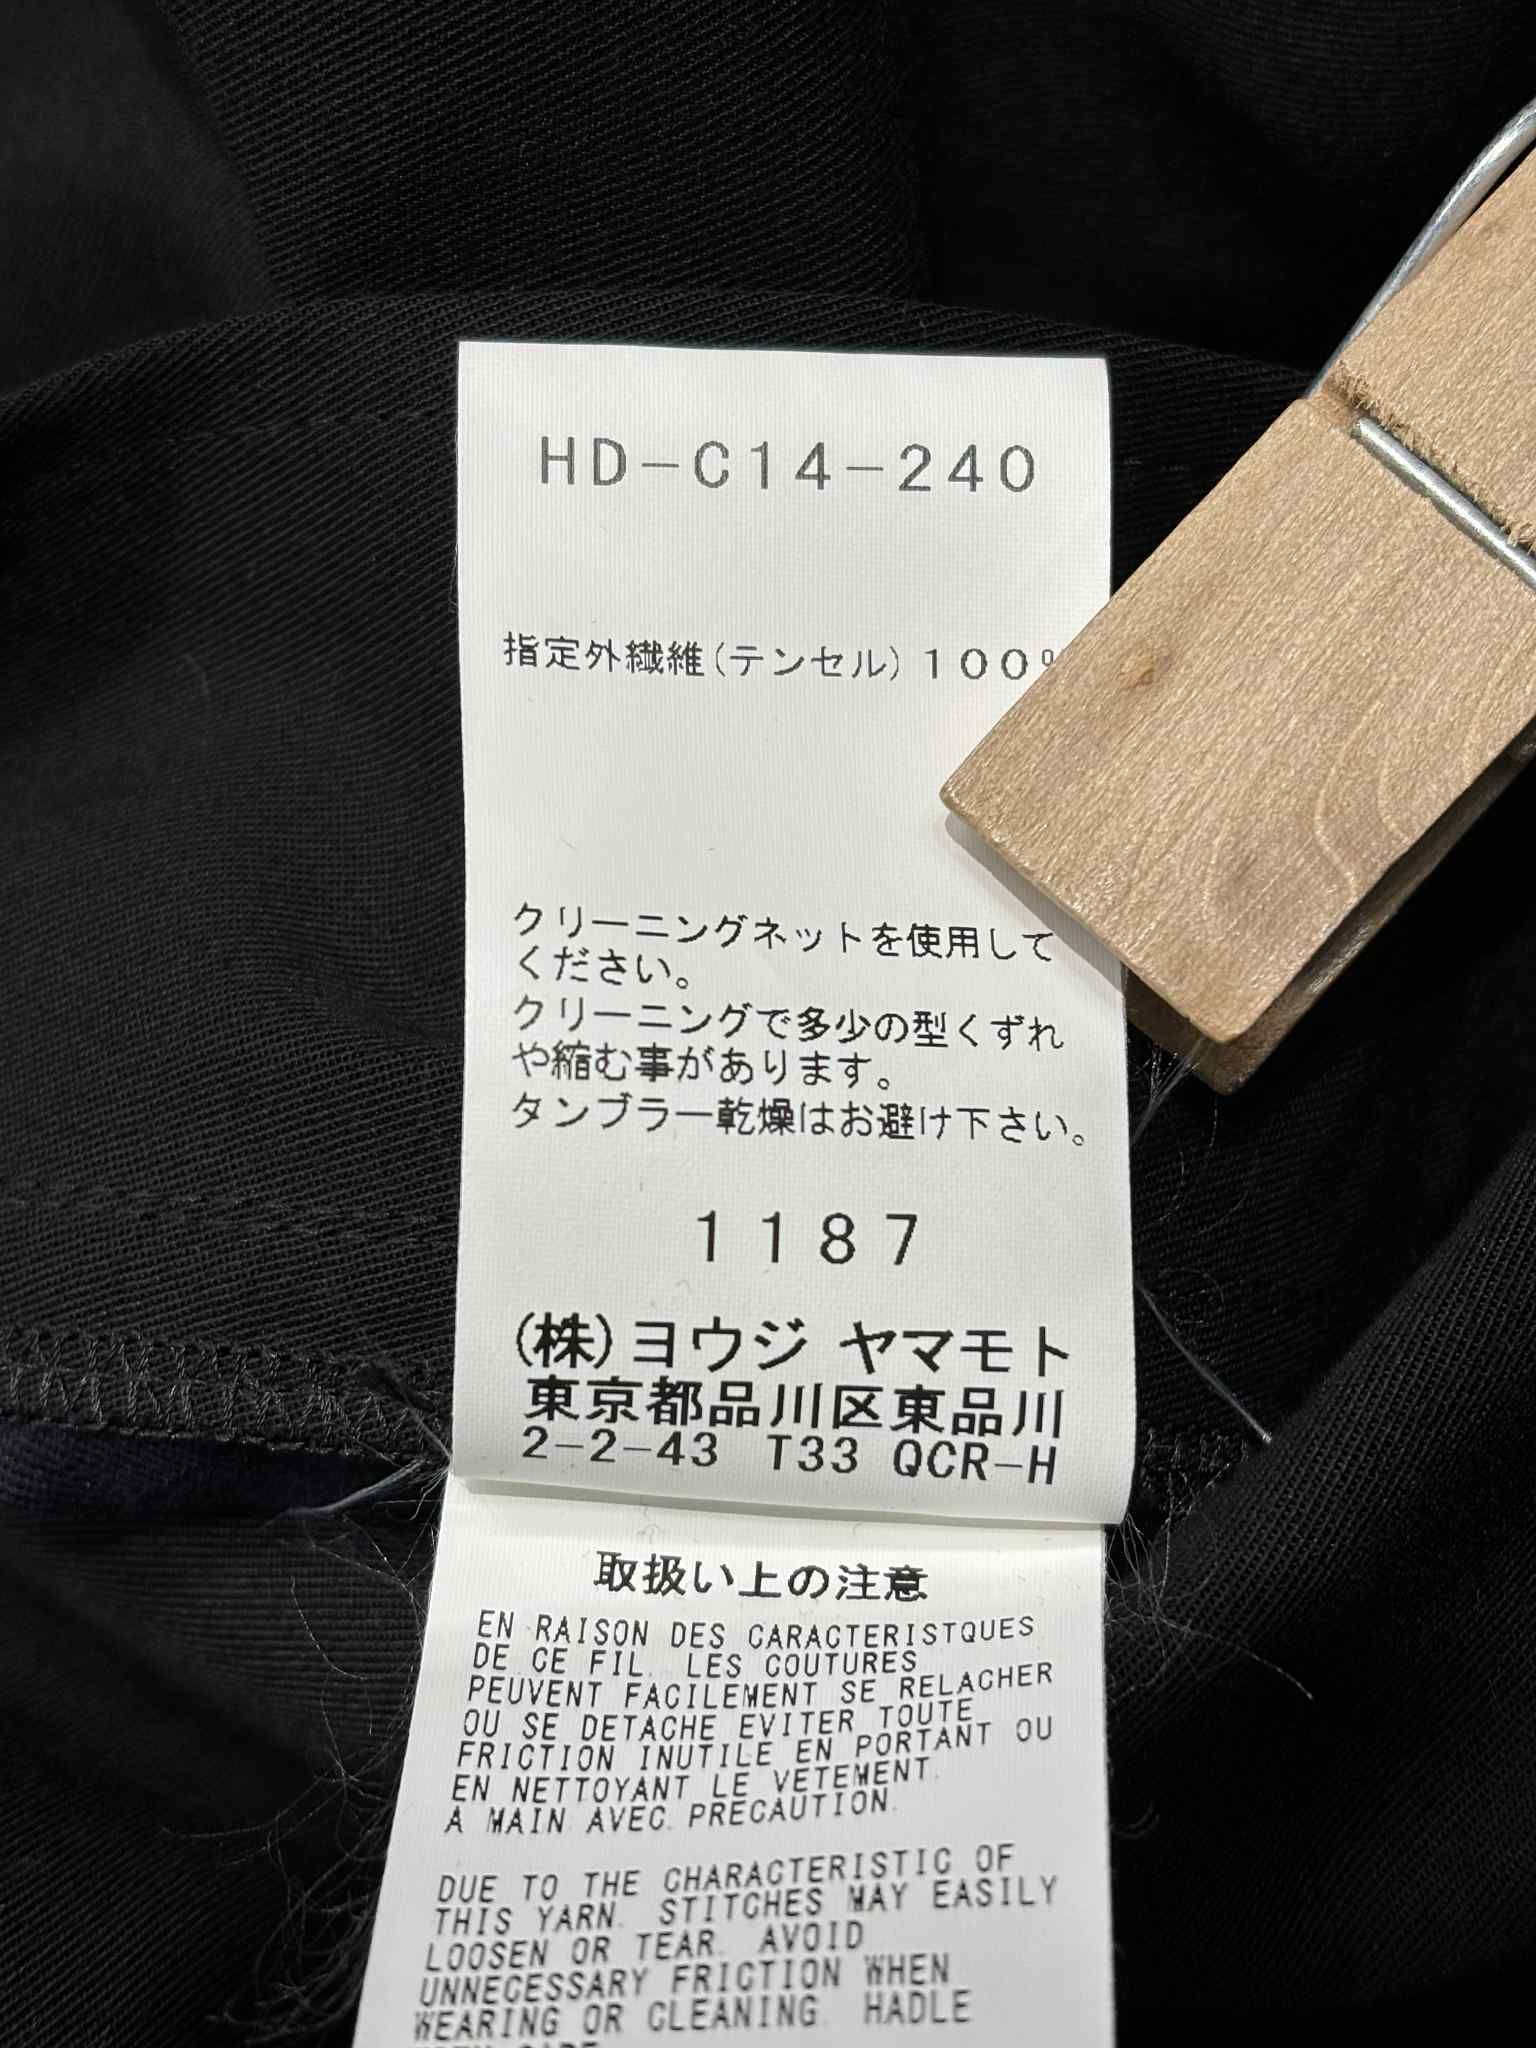 HD-C14-240
指定外繊維(テンセル)100%
クリーニングネットを使用して
ください。
クリーニングで多少の型くずれ
や縮む事があります。
タンブラー乾燥はお避け下さい。
1187
(株)ヨウジ ヤマモト
東京都品川区東品川
2-2-43 T33 QCR-H
取扱い上の注意
EN RAISON DES CARACTERISTQUES
DE CE FIL. LES COUTURES
PEUVENT FACILEMENT SE RELACHER
OU SE DETACHE EVITER TOUTE
FRICTION INUTILE EN PORTANT OU
EN NETTOYANT LE VETEMENT.
A MAIN AVEC PRECAUTION.
DUE TO THE CHARACTERISTIC OF
THIS YARN. STITCHES MAY EASILY
LOOSEN OR TEAR. AVOID
UNNECESSARY FRICTION WHEN
WEARING OR CLEANING. HADLE